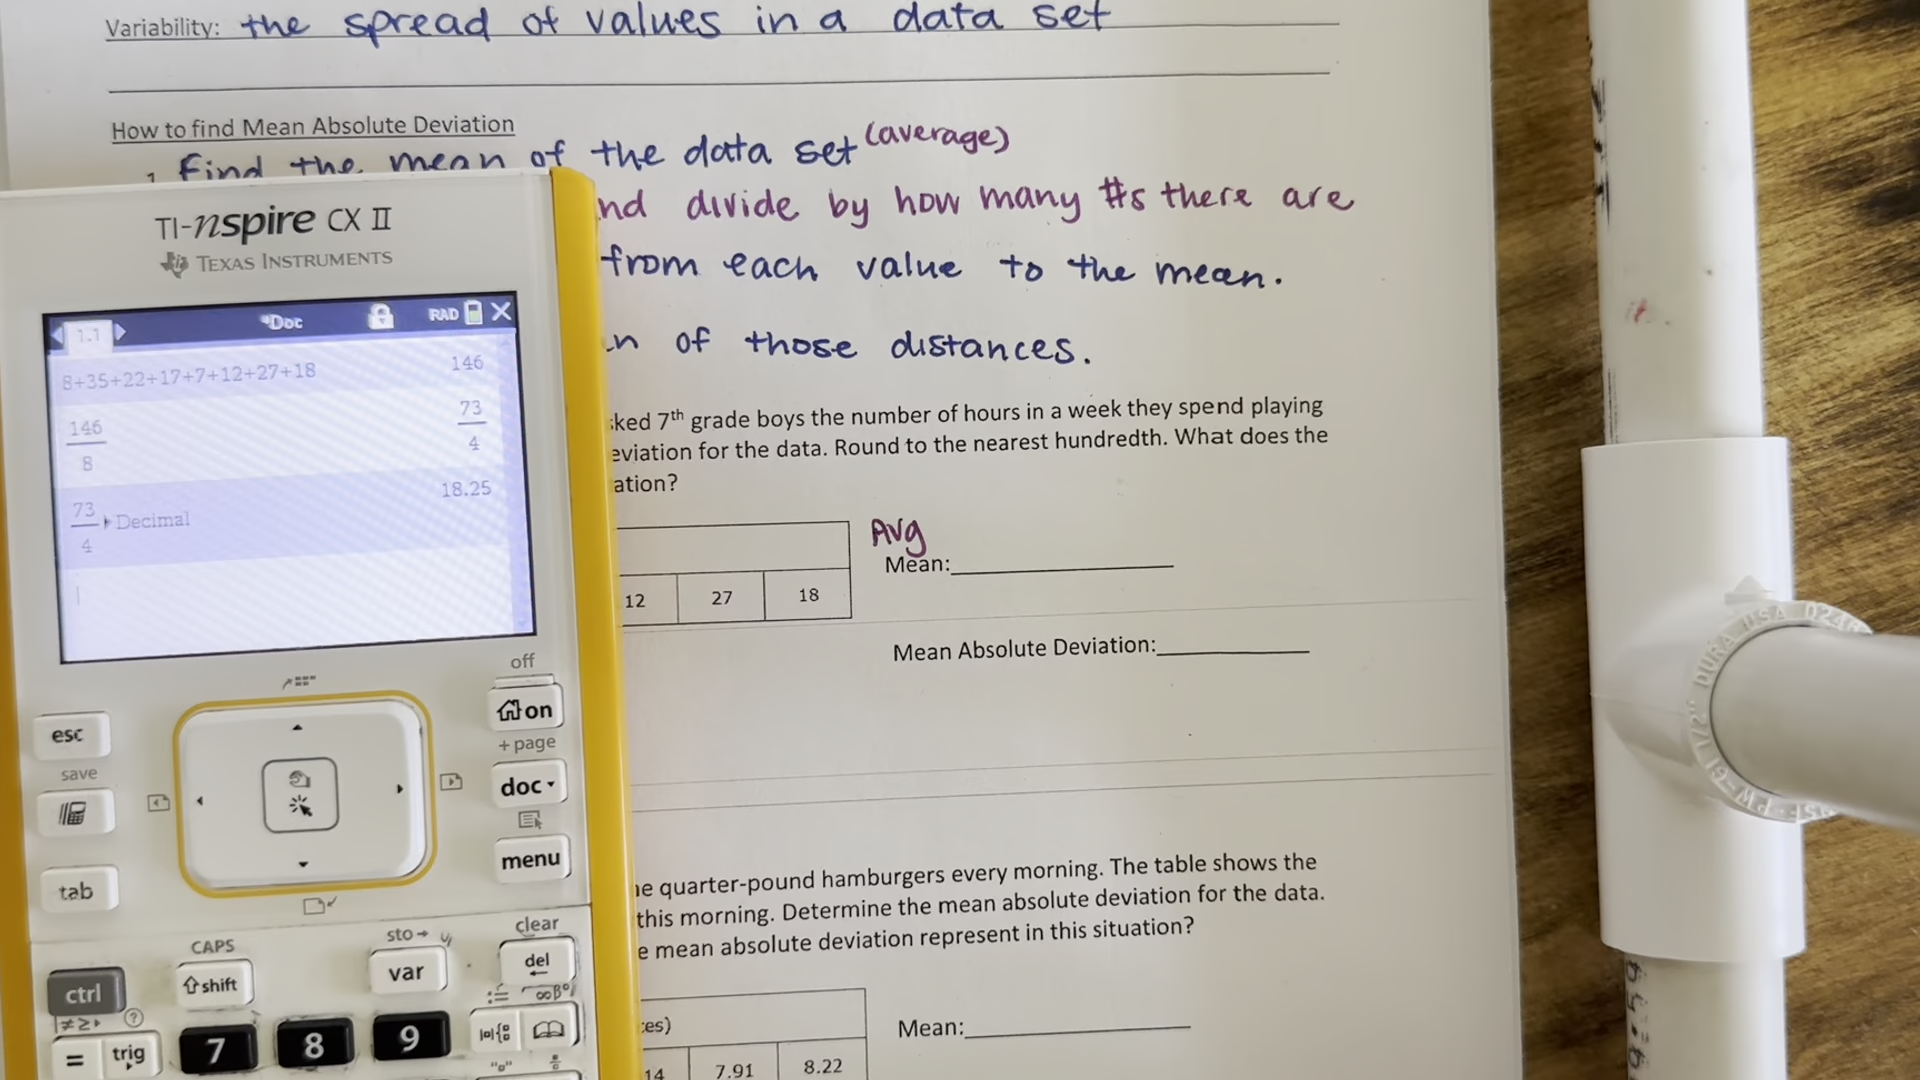 Variability: the spread of values in a data set
How to find Mean Absolute Deviation
1 Find the mean of the data set (average)
nd divide by how many #s there are
from each value to the mean.
n of those distances.
ked 7th grade boys the number of hours in a week they spend playing
eviation for the data. Round to the nearest hundredth. What does the
ation?
Avg
Mean:
12 27 18
Mean Absolute Deviation:
e quarter-pound hamburgers every morning. The table shows the
this morning. Determine the mean absolute deviation for the data.
e mean absolute deviation represent in this situation?
es)
Mean:
14 7.91 8.22
TI-nspire CX II
TEXAS INSTRUMENTS
1.1 *Doc RAD
8+35+22+17+7+12+27+18 146
146
8
73
4
73
4
▸Decimal 18.25
off
esc
on
save
+ page
doc
tab
menu
CAPS
sto→
clear
ctrl
shift
var
del
=
trig
7 8 9